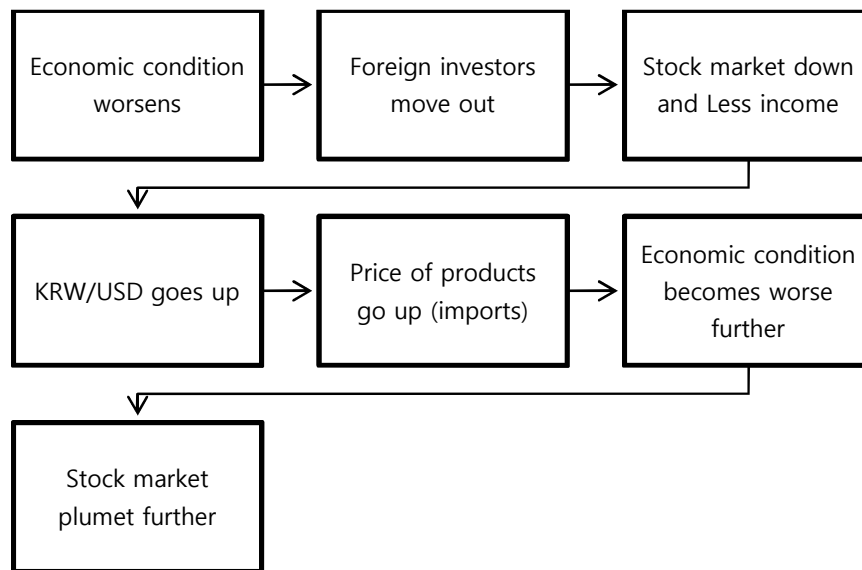 Economic condition
worsens
Foreign investors
move out
Stock market down
and Less income
KRW/USD goes up
Price of products
go up (imports)
Economic condition
becomes worse
further
Stock market
plumet further